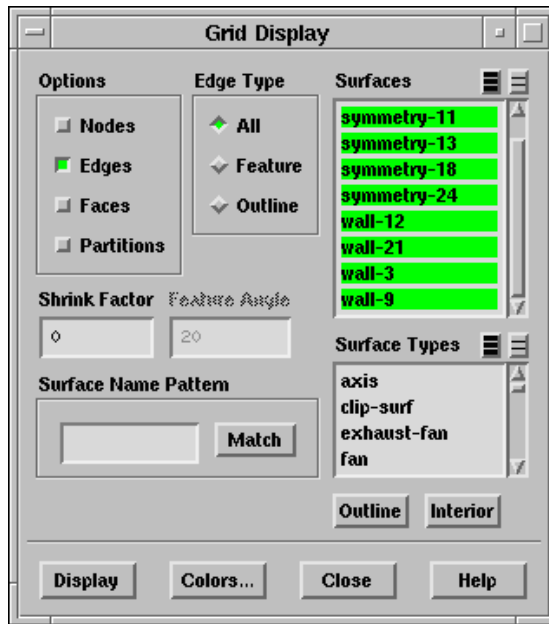 Grid Display
Options
Nodes
Edges
Faces
Partitions
Edge Type
All
Feature
Outline
Surfaces
symmetry-11
symmetry-13
symmetry-18
symmetry-24
wall-12
wall-21
wall-3
wall-9
Shrink Factor
0
Feature Angle
20
Surface Name Pattern
Match
Surface Types
axis
clip-surf
exhaust-fan
fan
Outline Interior
Display Colors... Close Help